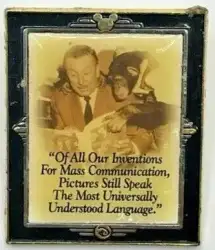 "Of All Our Inventions
For Mass Communication,
Pictures Still Speak
The Most Universally
Understood Language."